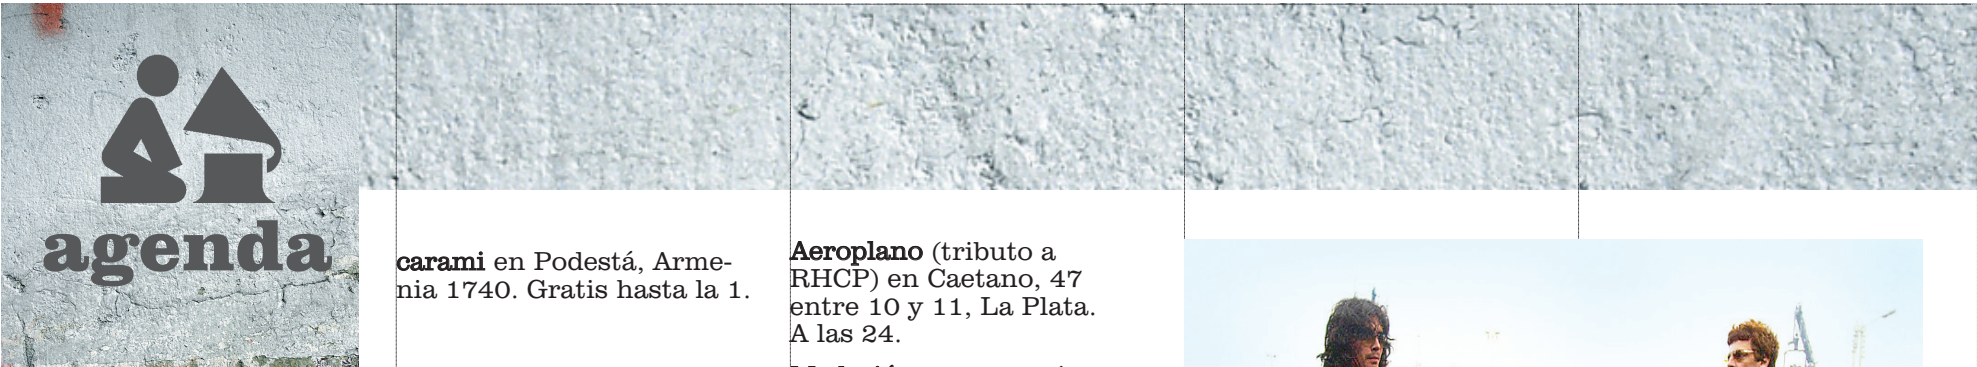 agenda
carami en Podestá, Arme-
nia 1740. Gratis hasta la 1.
Aeroplano (tributo a
RHCP) en Caetano, 47
entre 10 y 11, La Plata.
A las 24.